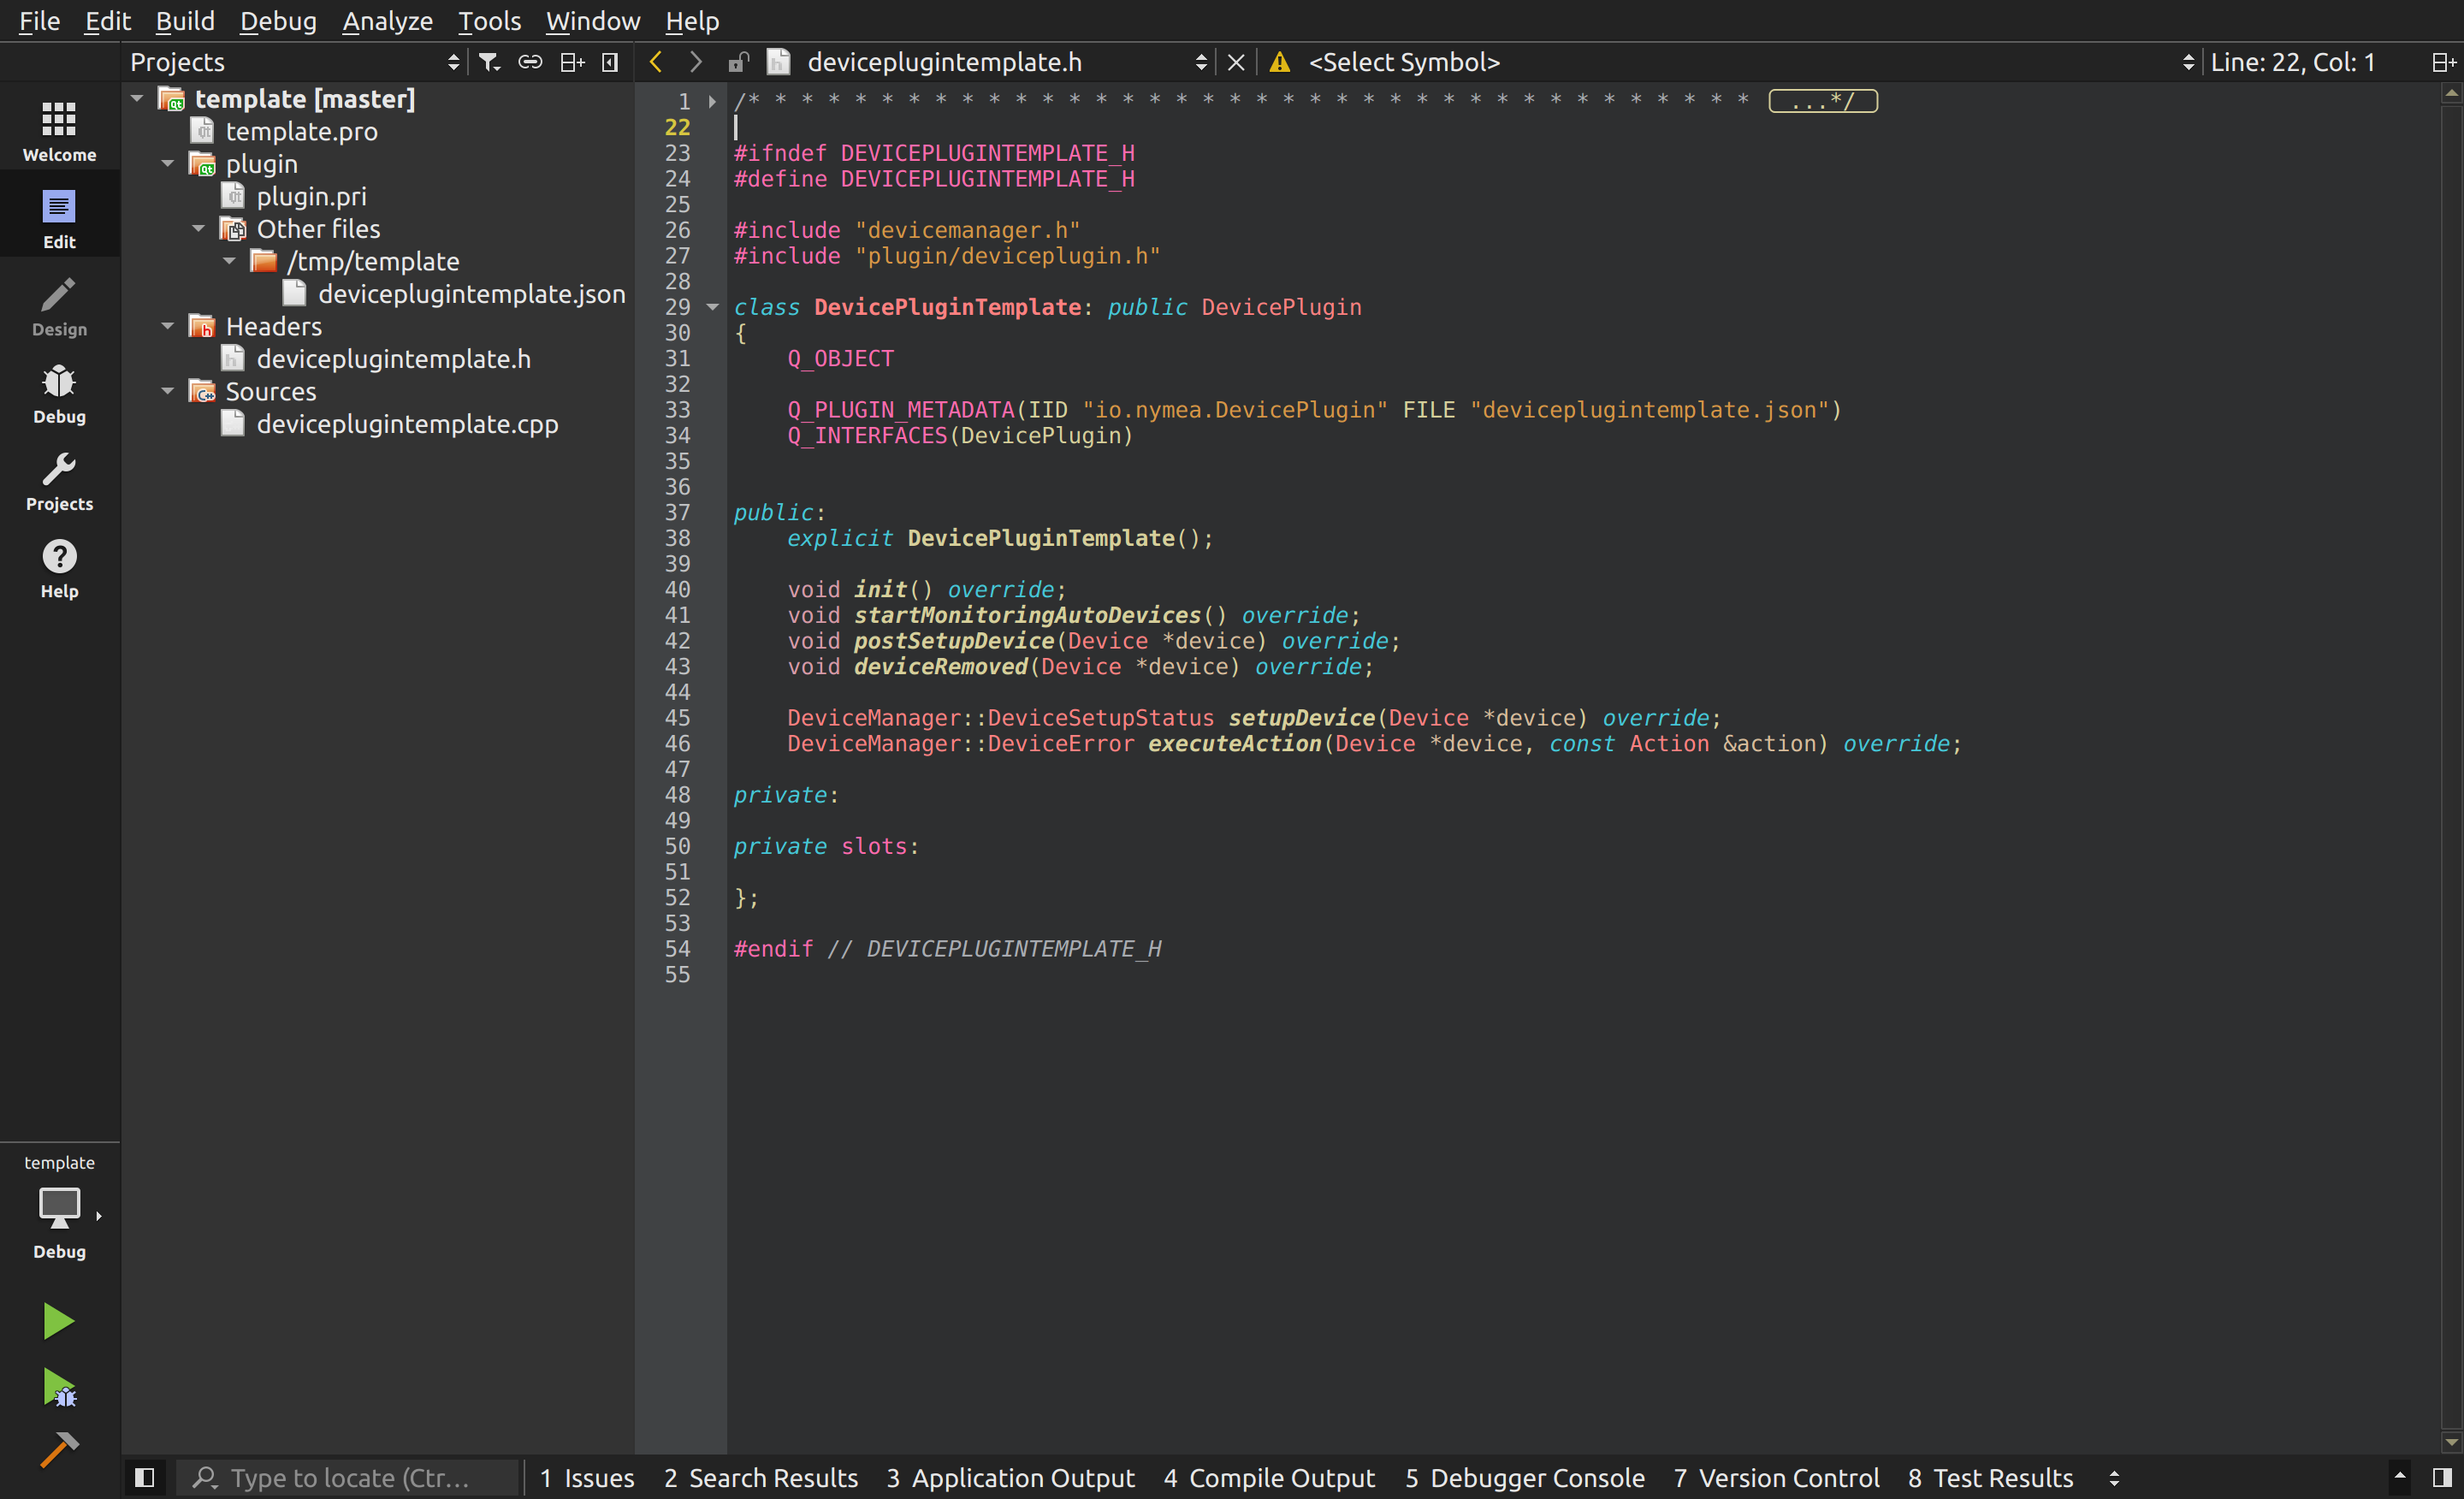 File Edit Build Debug Analyze Tools Window Help
Projects
deviceplugintemplate.h
<Select Symbol>
Line: 22, Col: 1
Welcome
Edit
Design
Debug
Projects
Help
template [master]
template.pro
plugin
plugin.pri
Other files
/tmp/template
deviceplugintemplate.json
Headers
deviceplugintemplate.h
Sources
deviceplugintemplate.cpp
1 /* * * * * * * * * * * * * * * * * * * * * * * * * * * * * * * * * * * * * * ...*/
22
23 #ifndef DEVICEPLUGINTEMPLATE_H
24 #define DEVICEPLUGINTEMPLATE_H
25
26 #include "devicemanager.h"
27 #include "plugin/deviceplugin.h"
28
29 class DevicePluginTemplate: public DevicePlugin
30 {
31 Q_OBJECT
32
33 Q_PLUGIN_METADATA(IID "io.nymea.DevicePlugin" FILE "deviceplugintemplate.json")
34 Q_INTERFACES(DevicePlugin)
35
36
37 public:
38 explicit DevicePluginTemplate();
39
40 void init() override;
41 void startMonitoringAutoDevices() override;
42 void postSetupDevice(Device *device) override;
43 void deviceRemoved(Device *device) override;
44
45 DeviceManager::DeviceSetupStatus setupDevice(Device *device) override;
46 DeviceManager::DeviceError executeAction(Device *device, const Action &action) override;
47
48 private:
49
50 private slots:
51
52 };
53
54 #endif // DEVICEPLUGINTEMPLATE_H
55
template
Debug
Type to locate (Ctr...
1 Issues
2 Search Results
3 Application Output
4 Compile Output
5 Debugger Console
7 Version Control
8 Test Results